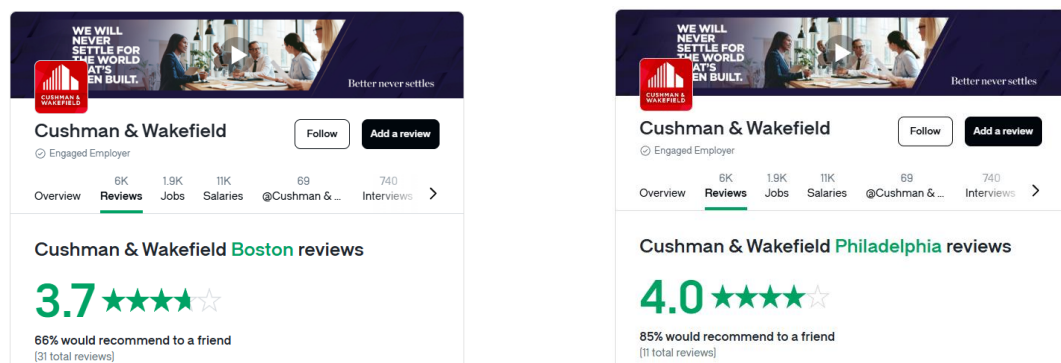 WE WILL
NEVER
SETTLE FOR
THE WORLD
THAT'S
BEEN BUILT.
Better never settles
CUSHMAN &
WAKEFIELD
Cushman & Wakefield
Follow
Add a review
Engaged Employer
6K 1.9K 11K 69 740
Overview Reviews Jobs Salaries @Cushman & ... Interviews
Cushman & Wakefield Boston reviews
3.7
66% would recommend to a friend
(31 total reviews)
WE WILL
NEVER
SETTLE FOR
THE WORLD
THAT'S
BEEN BUILT.
Better never settles
CUSHMAN &
WAKEFIELD
Cushman & Wakefield
Follow
Add a review
Engaged Employer
6K 1.9K 11K 69 740
Overview Reviews Jobs Salaries @Cushman & ... Interviews
Cushman & Wakefield Philadelphia reviews
4.0
85% would recommend to a friend
(11 total reviews)